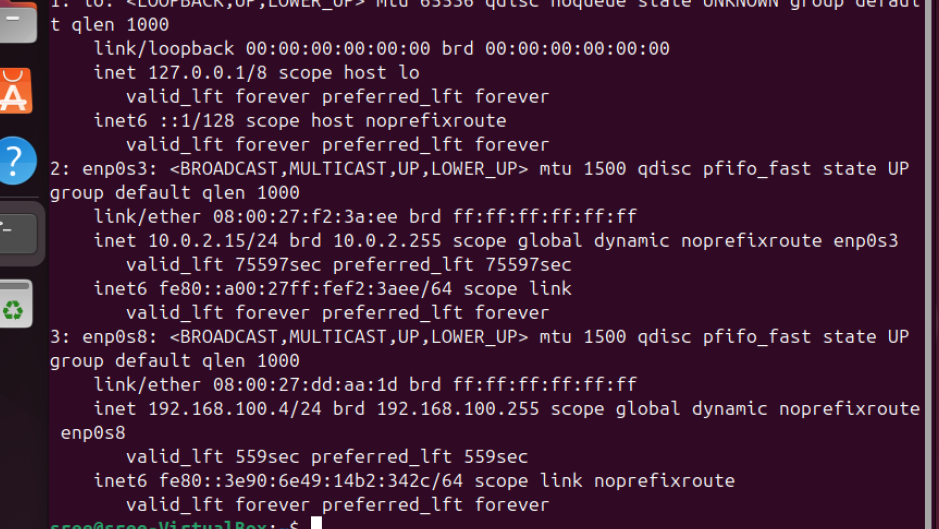 1: lo: <LOOPBACK,UP,LOWER_UP> mtu 65536 qdisc noqueue state UNKNOWN group defaul
t qlen 1000
    link/loopback 00:00:00:00:00:00 brd 00:00:00:00:00:00
    inet 127.0.0.1/8 scope host lo
       valid_lft forever preferred_lft forever
    inet6 ::1/128 scope host noprefixroute
       valid_lft forever preferred_lft forever
2: enp0s3: <BROADCAST,MULTICAST,UP,LOWER_UP> mtu 1500 qdisc pfifo_fast state UP
group default qlen 1000
    link/ether 08:00:27:f2:3a:ee brd ff:ff:ff:ff:ff:ff
    inet 10.0.2.15/24 brd 10.0.2.255 scope global dynamic noprefixroute enp0s3
       valid_lft 75597sec preferred_lft 75597sec
    inet6 fe80::a00:27ff:fef2:3aee/64 scope link
       valid_lft forever preferred_lft forever
3: enp0s8: <BROADCAST,MULTICAST,UP,LOWER_UP> mtu 1500 qdisc pfifo_fast state UP
group default qlen 1000
    link/ether 08:00:27:dd:aa:1d brd ff:ff:ff:ff:ff:ff
    inet 192.168.100.4/24 brd 192.168.100.255 scope global dynamic noprefixroute
 enp0s8
       valid_lft 559sec preferred_lft 559sec
    inet6 fe80::3e90:6e49:14b2:342c/64 scope link noprefixroute
       valid_lft forever preferred_lft forever
sree@sree-VirtualBox:~$